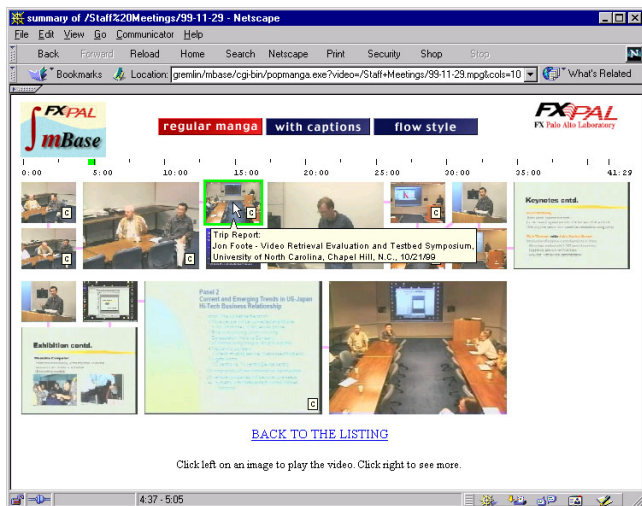 summary of /Staff%20Meetings/99-11-29 - Netscape
File Edit View Go Communicator Help
Back Forward Reload Home Search Netscape Print Security Shop Stop
Bookmarks Location: gremlin/mbase/cgi-bin/popmanga.exe?video=/Staff+Meetings/99-11-29.mpg&cols=10 What's Related
FXPAL
mBase
regular manga with captions flow style
FXPAL
FX Palo Alto Laboratory
0:00 5:00 10:00 15:00 20:00 25:00 30:00 35:00 41:29
C C C C
Keynotes contd.
Trip Report:
Jon Foote - Video Retrieval Evaluation and Testbed Symposium,
University of North Carolina, Chapel Hill, N.C., 10/21/99
C C
Panel 2
Current and Emerging Trends in US-Japan
Hi-Tech Business Relationship
Exhibition contd.
C
BACK TO THE LISTING
Click left on an image to play the video. Click right to see more.
4:37 - 5:05